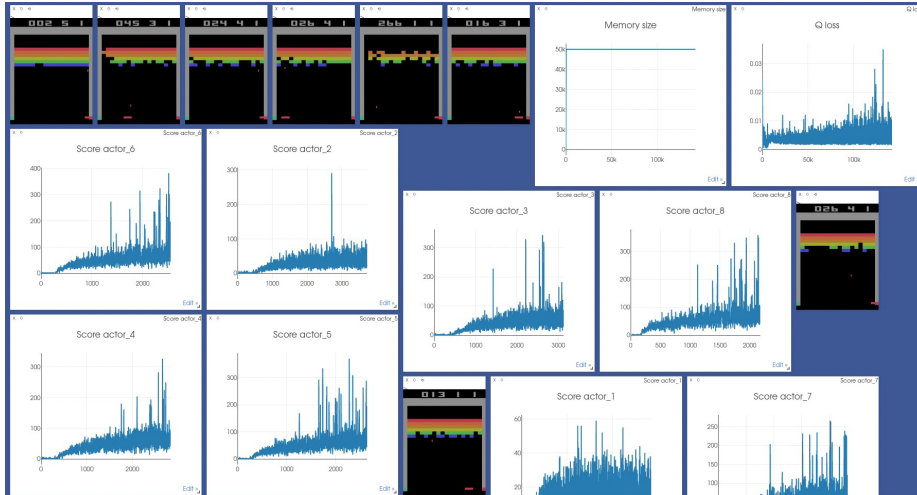 002 5 1
045 3 1
024 4 1
026 4 1
266 1 1
016 3 1
Memory size
Memory size
50k
40k
30k
20k
10k
0
0
50k
100k
Edit »
Q lo
Q loss
0.03
0.02
0.01
0
0
50k
100k
Edit
Score actor_6
Score actor_6
400
300
200
100
0
0
1000
2000
Edit »
Score actor_2
Score actor_2
300
200
100
0
0
1000
2000
3000
Edit »
Score actor_3
Score actor_3
300
200
100
0
0
1000
2000
3000
Edit »
Score actor_8
Score actor_8
300
200
100
0
0
500
1000
1500
2000
Edit »
026 4 1
Score actor_4
Score actor_4
300
200
100
0
0
1000
2000
Edit »
Score actor_5
Score actor_5
300
200
100
0
0
1000
2000
Edit »
013 1 1
Score actor_1
Score actor_1
60
40
20
Score actor_7
Score actor_7
250
200
150
100